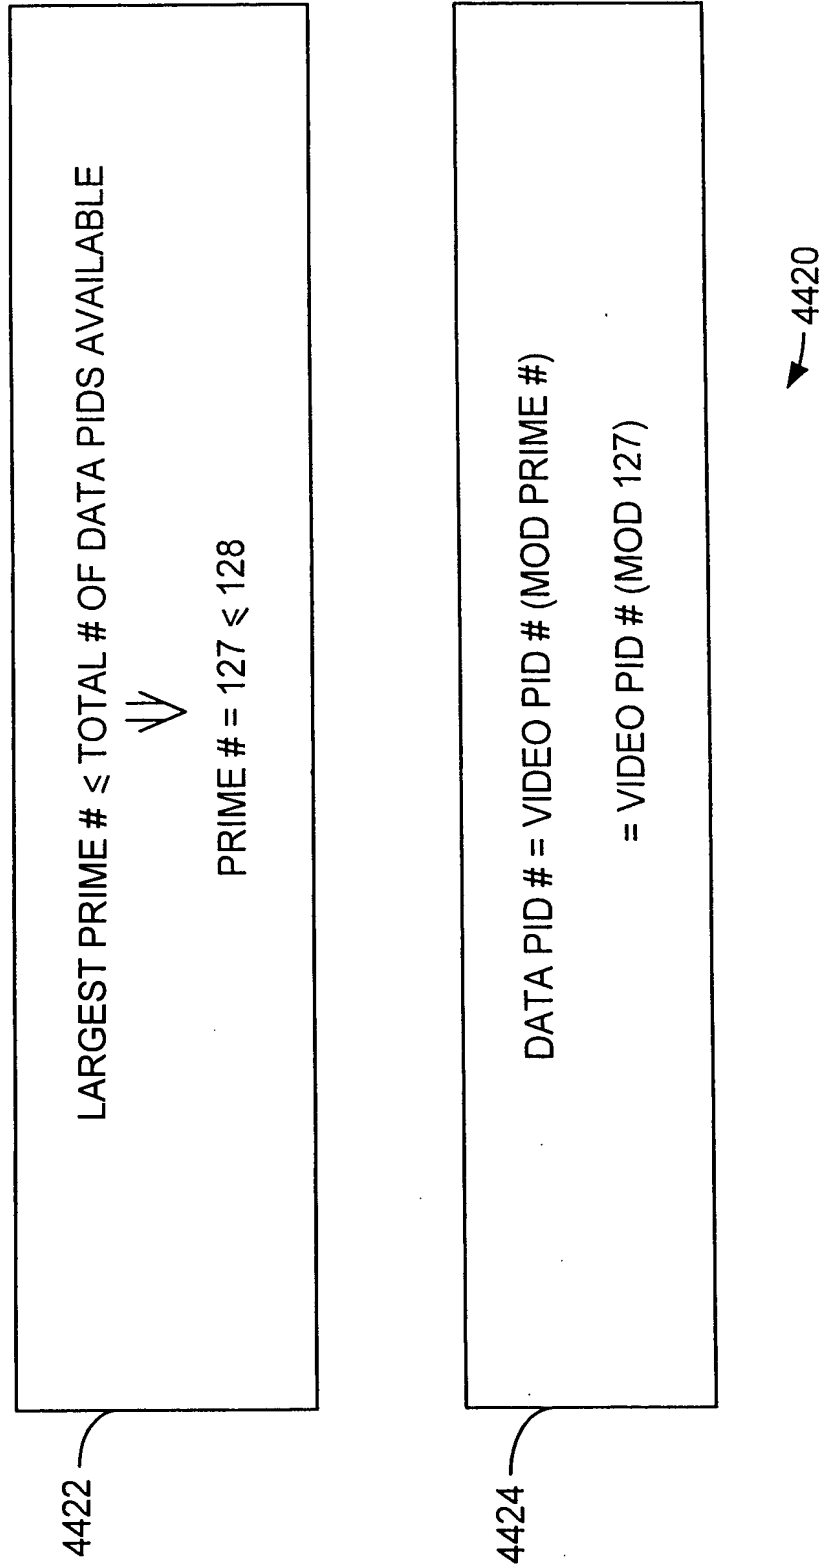 4422
LARGEST PRIME # ≤ TOTAL # OF DATA PIDS AVAILABLE
⇓
PRIME # = 127 ≤ 128
4424
DATA PID # = VIDEO PID # (MOD PRIME #)
= VIDEO PID # (MOD 127)
4420